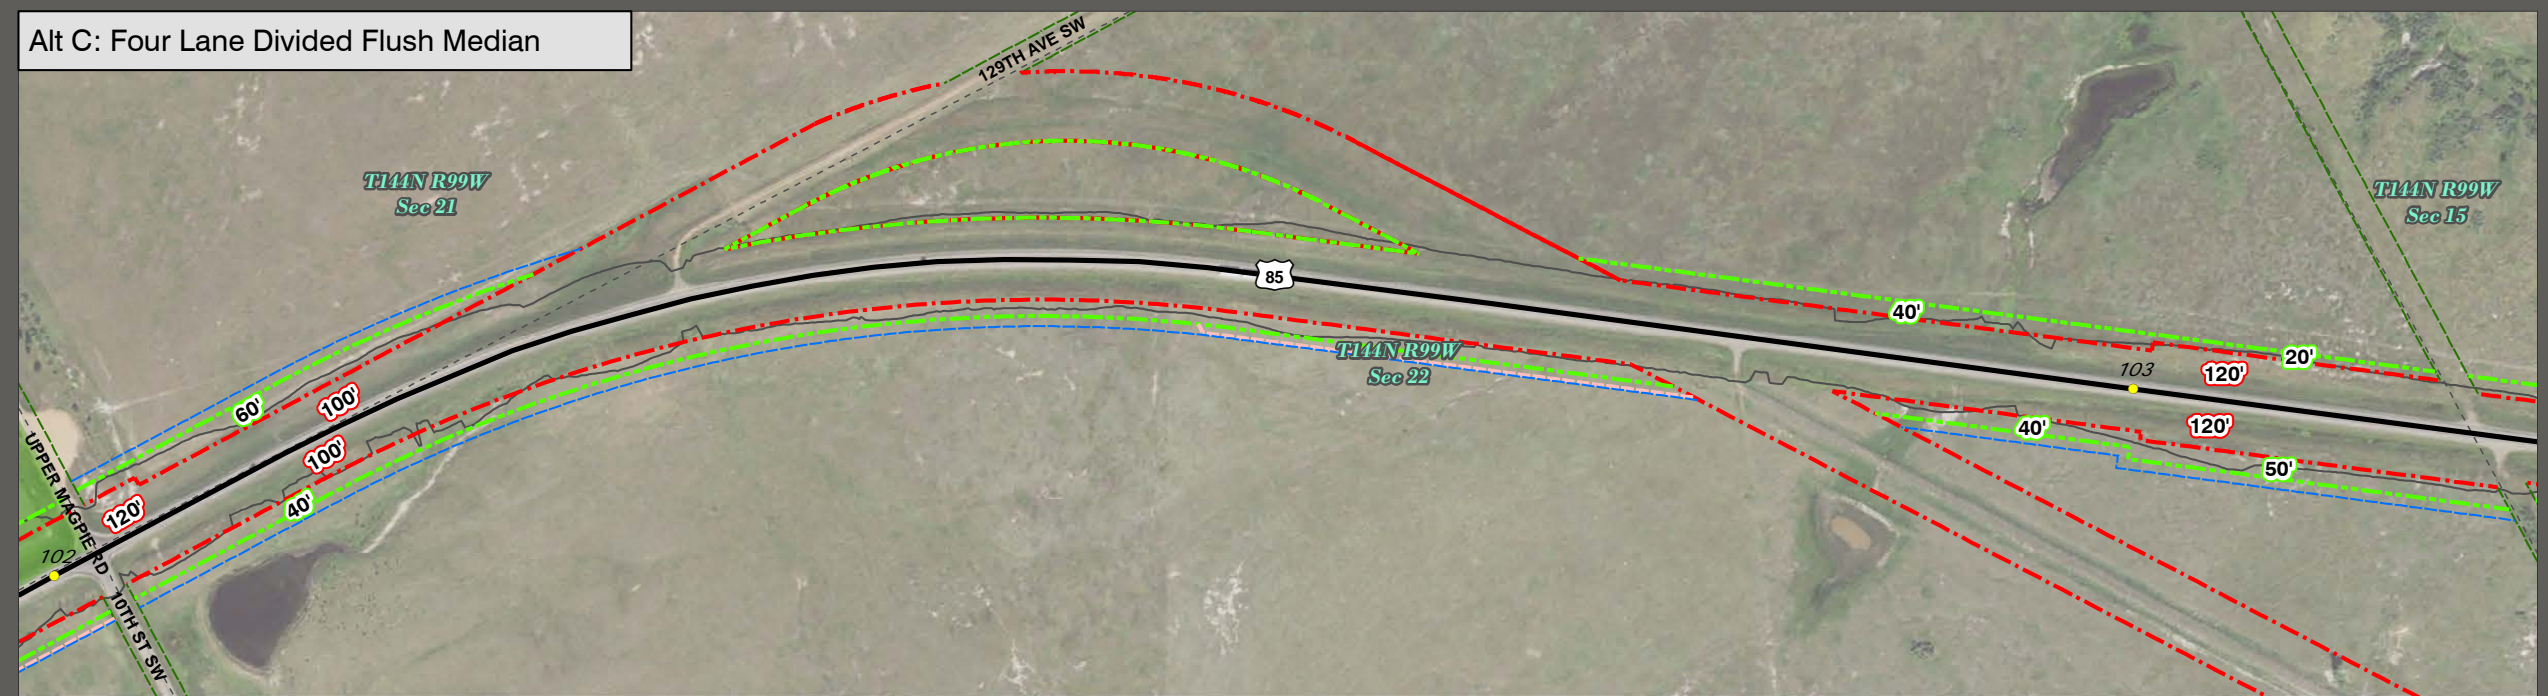 Alt C: Four Lane Divided Flush Median
129TH AVE SW
T144N R99W
Sec 21
T144N R99W
Sec 15
85
40'
T144N R99W
Sec 22
20'
103
120'
60'
100'
100'
120'
40'
50'
40'
120'
UPPER MAGPIE RD
102
10TH ST SW